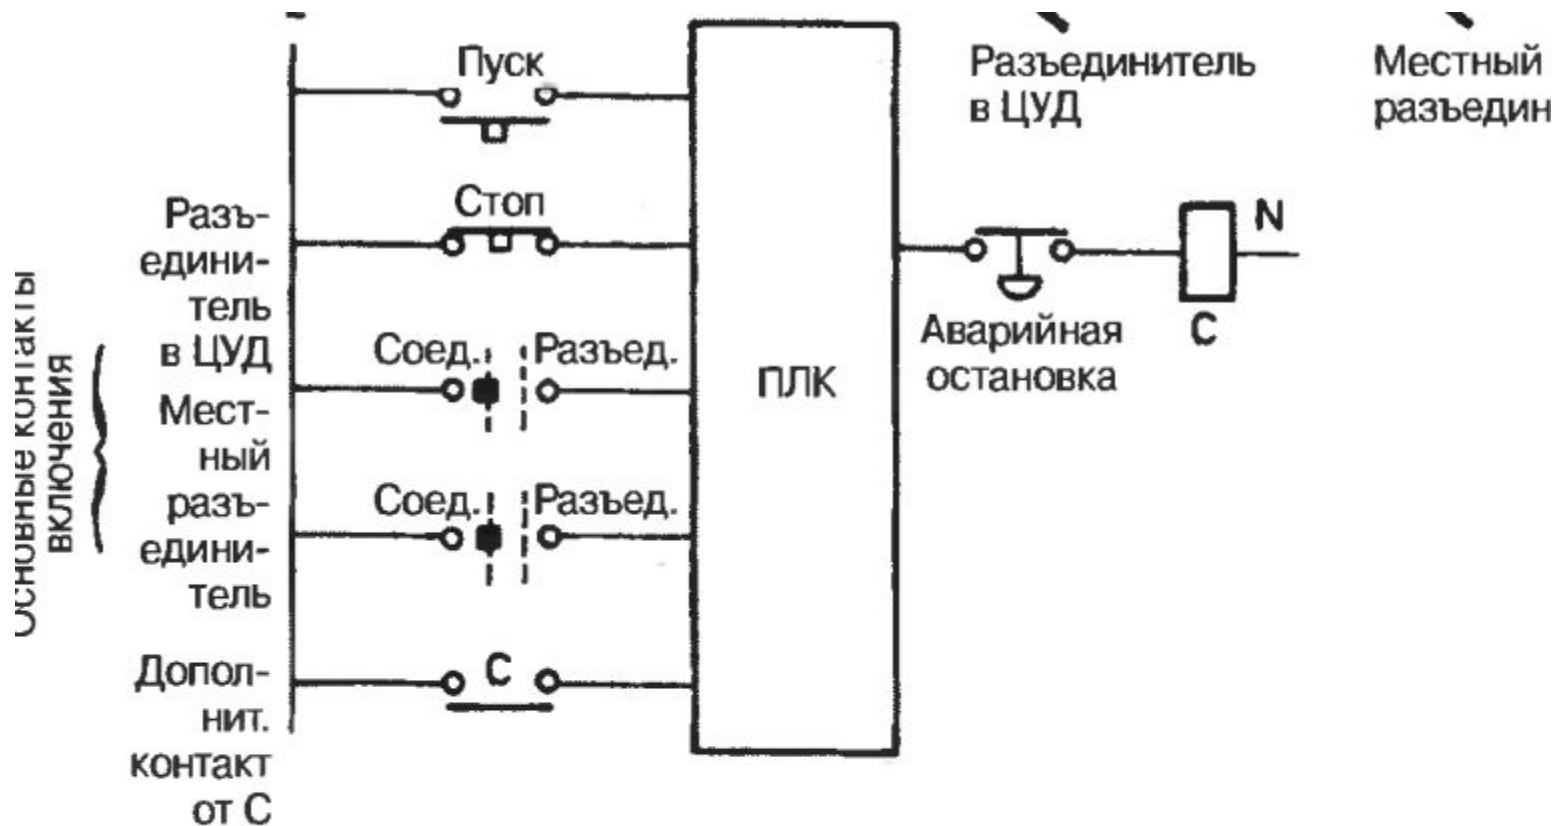 Пуск
Разъединитель
в ЦУД
Местный
разъедин
Стоп
Разъ-
едини-
тель
в ЦУД
N
C
Аварийная
остановка
Основные контакты
включения
Соед.
Разъед.
ПЛК
Мест-
ный
разъ-
едини-
тель
Соед.
Разъед.
Допол-
нит.
контакт
от С
С